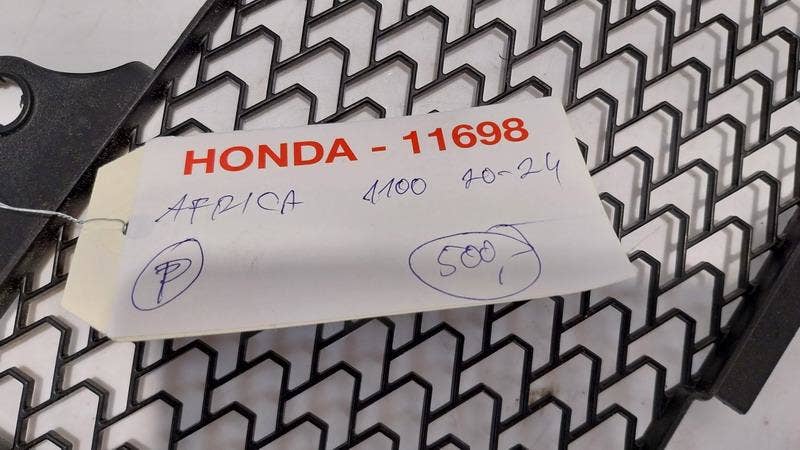 HONDA - 11698
AFRICA 1100 20-24
P 500,-